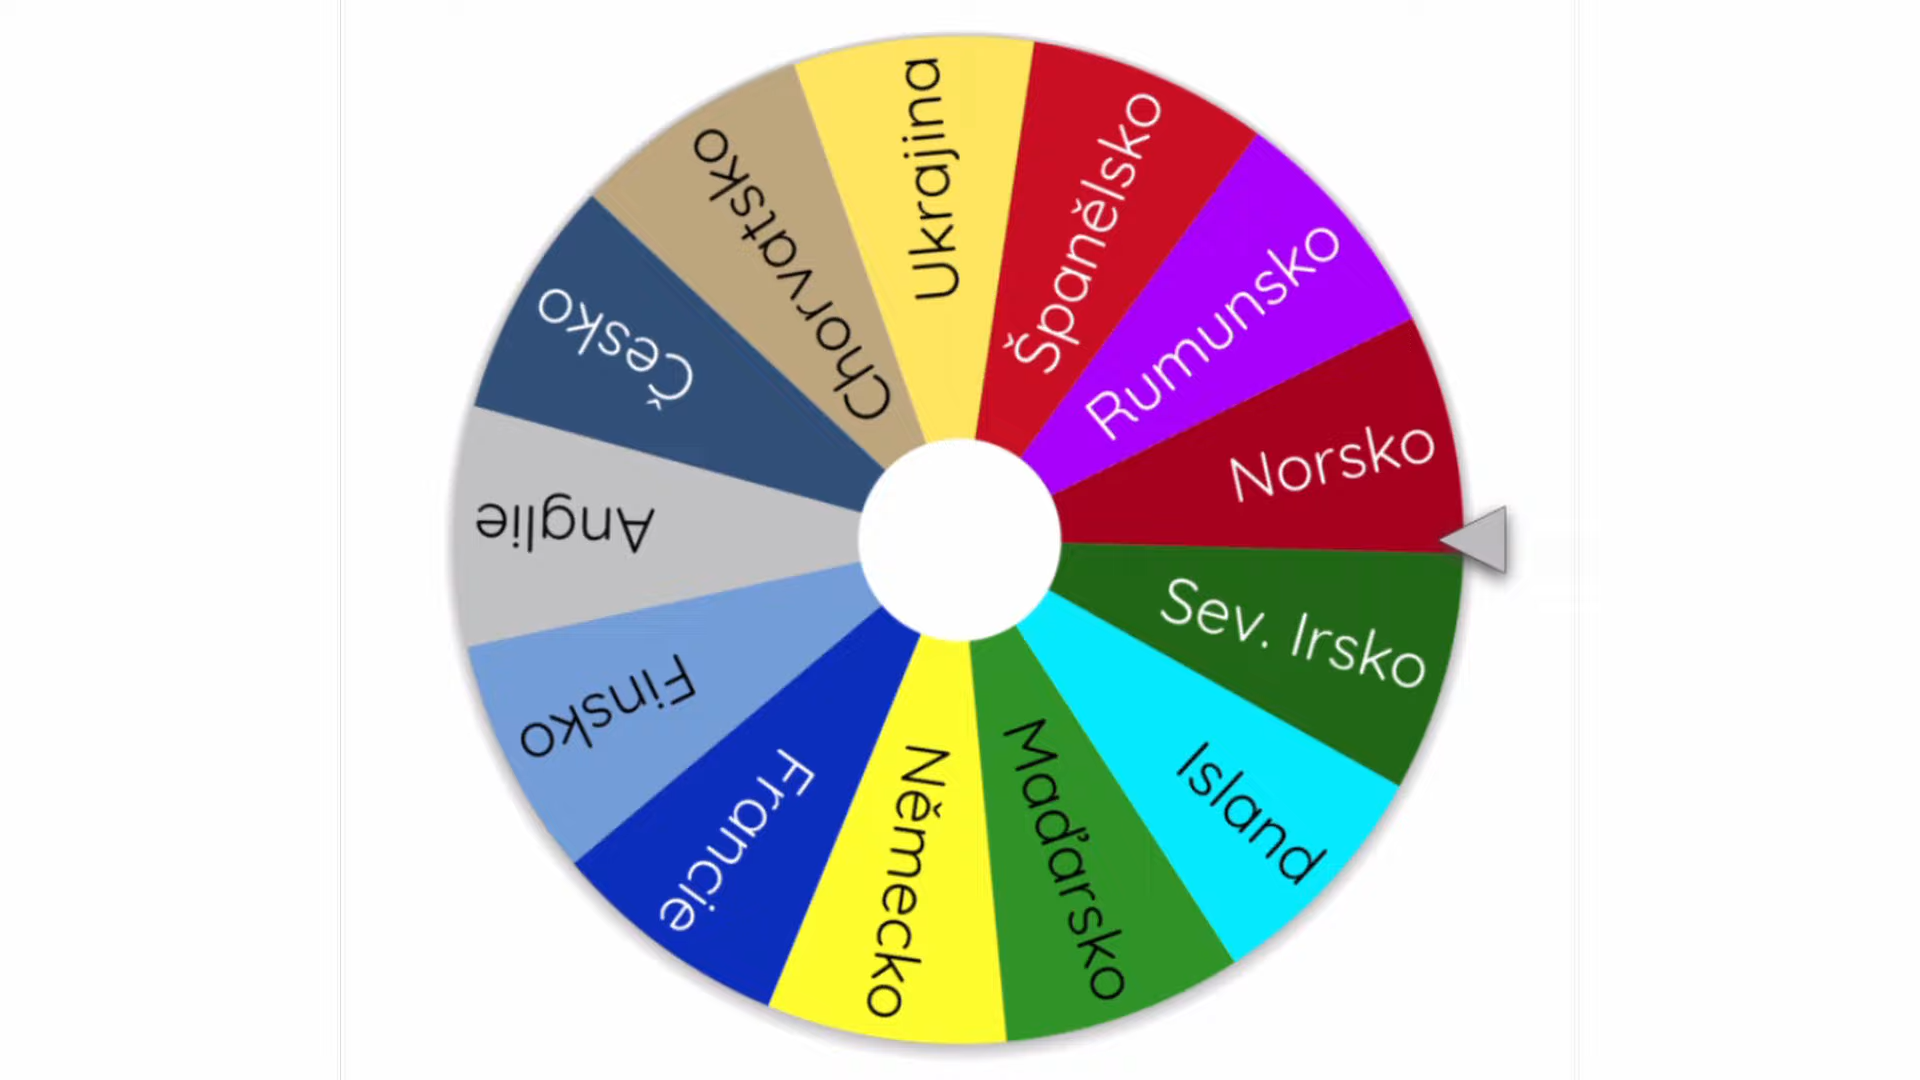 Ukrajina
Španělsko
Rumunsko
Norsko
Sev. Irsko
Island
Maďarsko
Německo
Francie
Finsko
Anglie
Česko
Chorvatsko